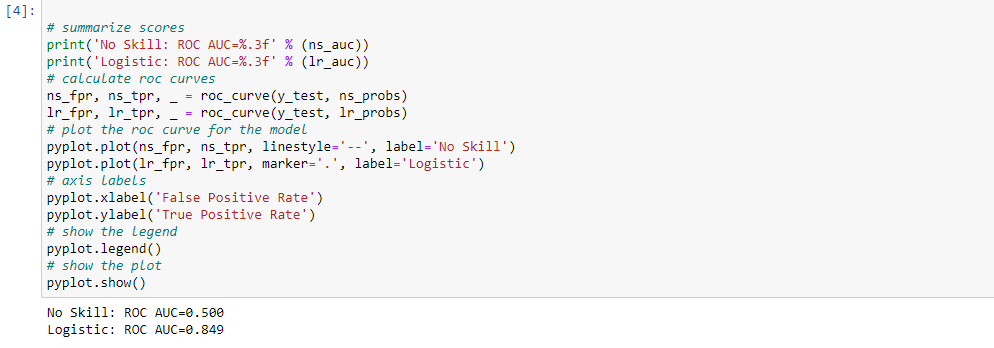 [4]:
# summarize scores
print('No Skill: ROC AUC=%.3f' % (ns_auc))
print('Logistic: ROC AUC=%.3f' % (lr_auc))
# calculate roc curves
ns_fpr, ns_tpr, _ = roc_curve(y_test, ns_probs)
lr_fpr, lr_tpr, _ = roc_curve(y_test, lr_probs)
# plot the roc curve for the model
pyplot.plot(ns_fpr, ns_tpr, linestyle='--', label='No Skill')
pyplot.plot(lr_fpr, lr_tpr, marker='.', label='Logistic')
# axis labels
pyplot.xlabel('False Positive Rate')
pyplot.ylabel('True Positive Rate')
# show the legend
pyplot.legend()
# show the plot
pyplot.show()
No Skill: ROC AUC=0.500
Logistic: ROC AUC=0.849